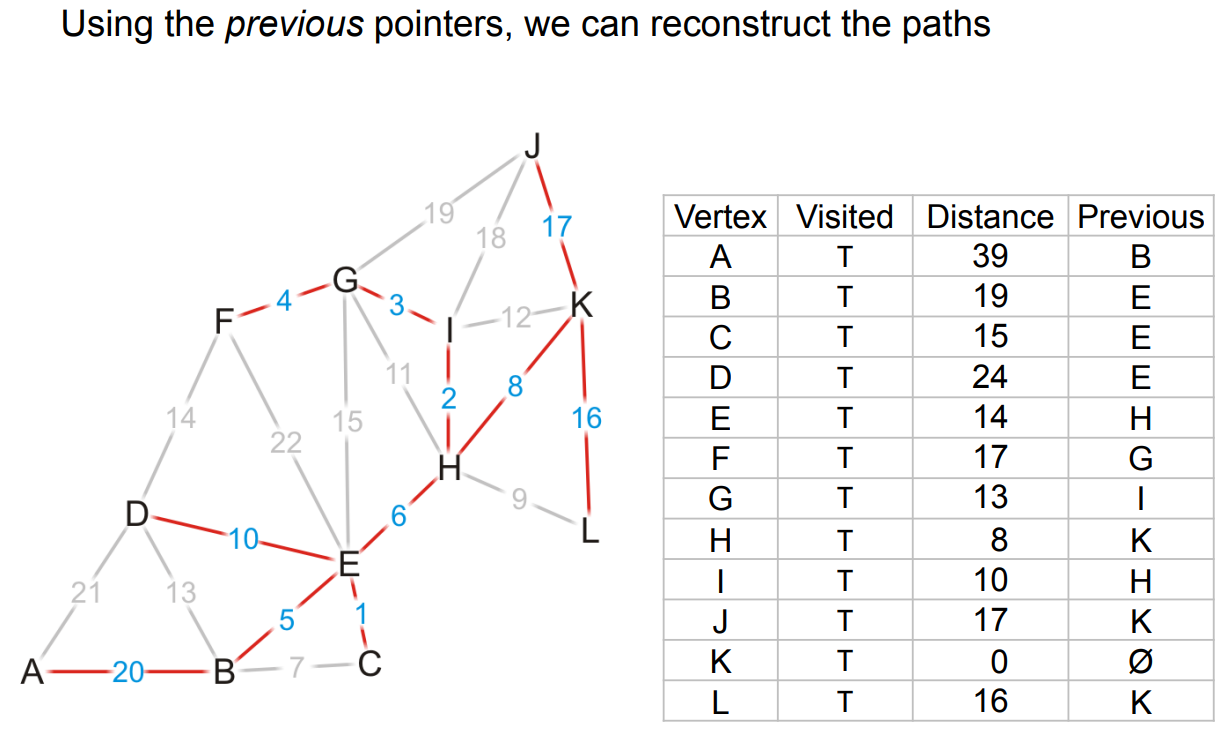 Using the previous pointers, we can reconstruct the paths
J
19
18
17
G
4
3
K
F
I
12
11
2
8
14
15
16
22
H
9
D
6
L
10
E
21
13
5
1
A
20
B
7
C
Vertex Visited Distance Previous
A T 39 B
B T 19 E
C T 15 E
D T 24 E
E T 14 H
F T 17 G
G T 13 I
H T 8 K
I T 10 H
J T 17 K
K T 0 Ø
L T 16 K